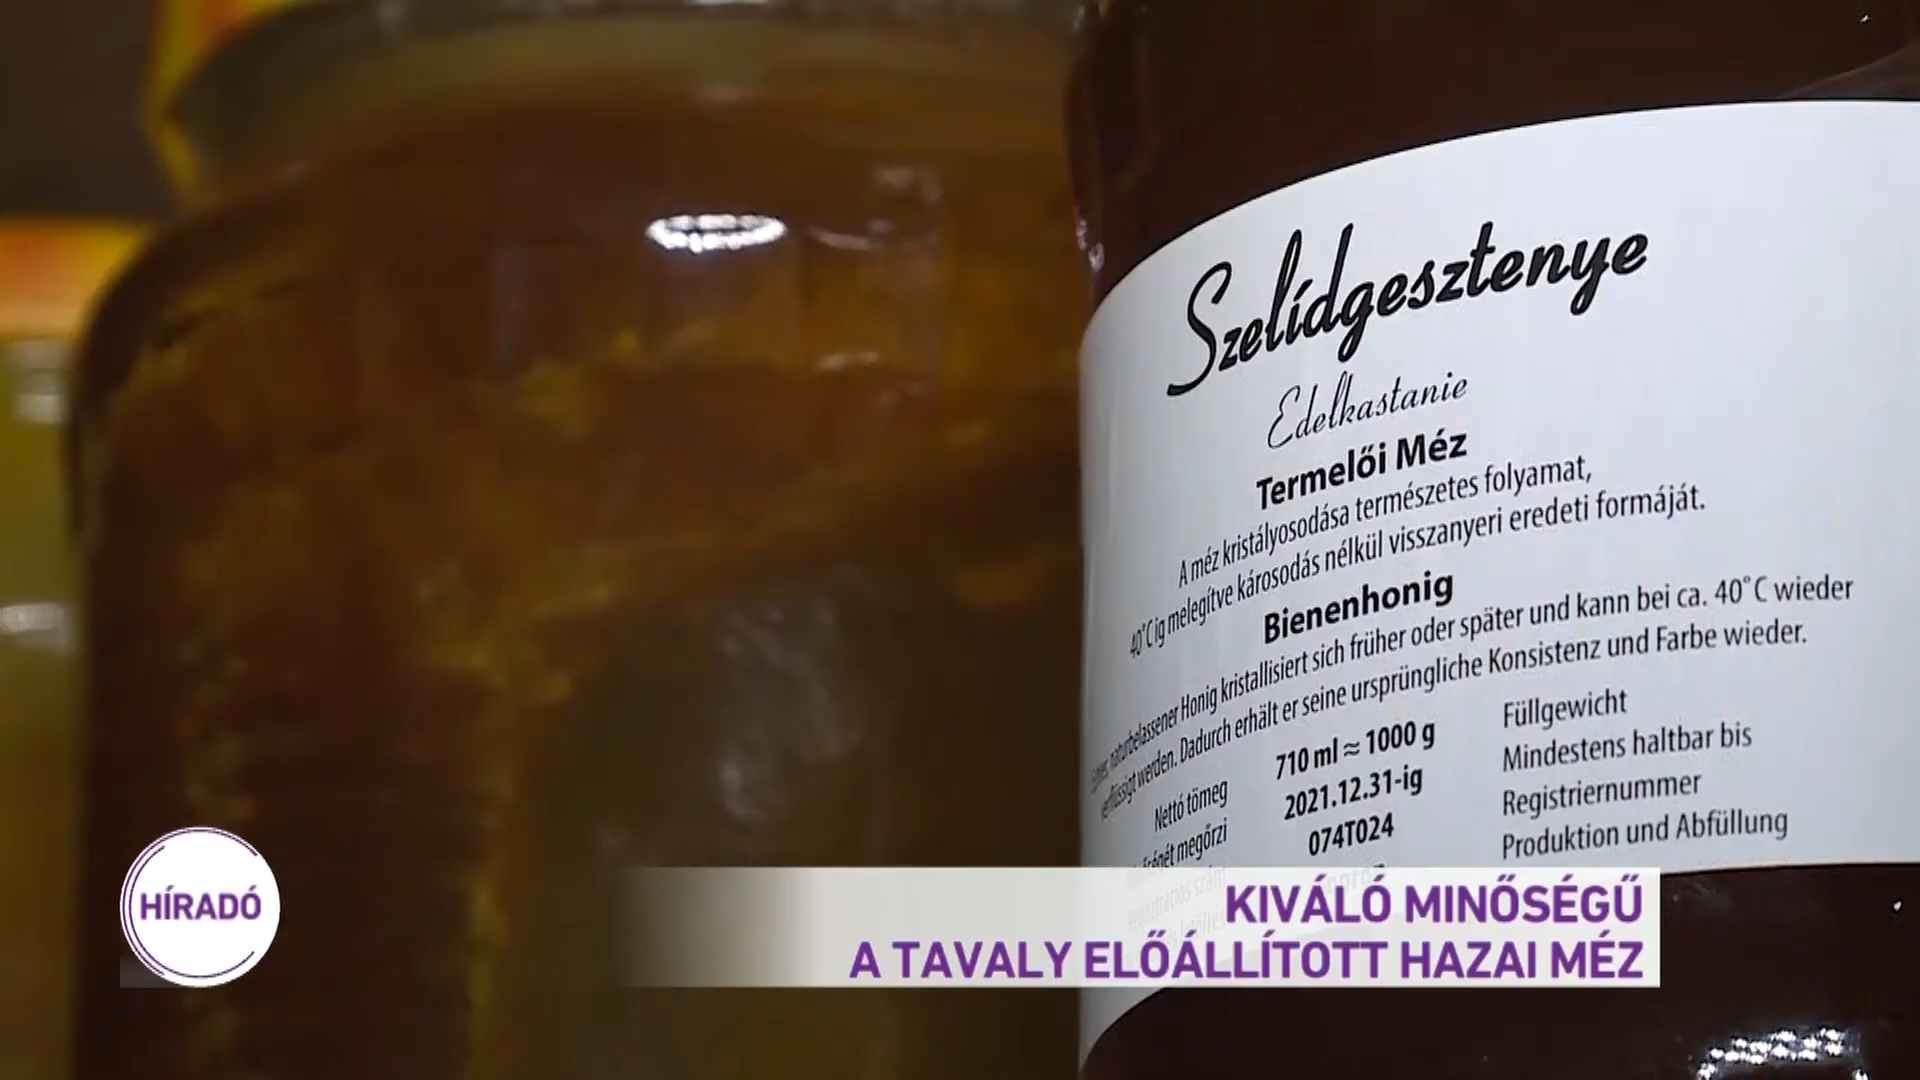 Szelídgesztenye
Edelkastanie
Termelői Méz
A méz kristályosodása természetes folyamat,
40°C ig melegítve károsodás nélkül visszanyeri eredeti formáját.
Bienenhonig
naturbelassener Honig kristallisiert sich früher oder später und kann bei ca. 40°C wieder
verflüssigt werden. Dadurch erhält er seine ursprüngliche Konsistenz und Farbe wieder.
Nettó tömeg 710 ml ≈ 1000 g Füllgewicht
megőrzi 2021.12.31-ig Mindestens haltbar bis
074T024 Registriernummer
Produktion und Abfüllung
HÍRADÓ
KIVÁLÓ MINŐSÉGŰ
A TAVALY ELŐÁLLÍTOTT HAZAI MÉZ